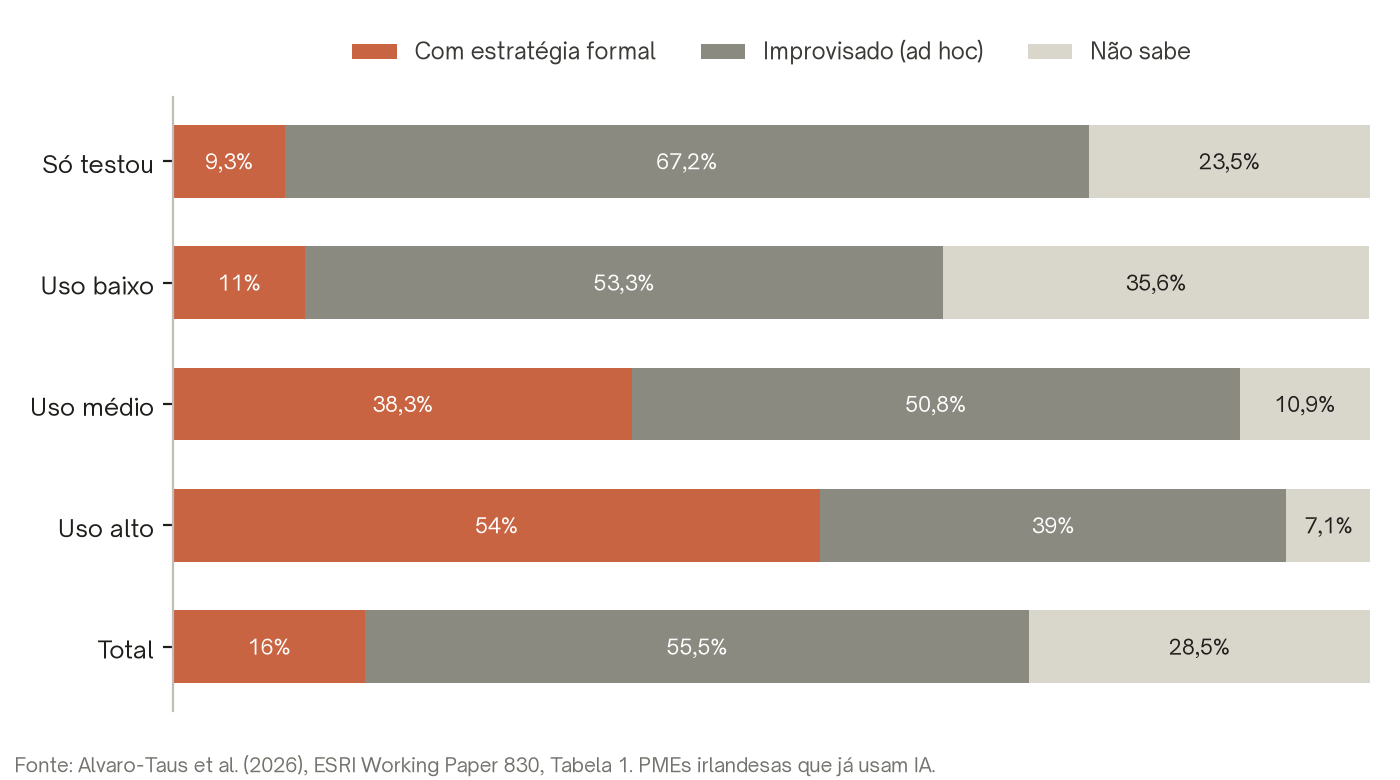 Com estratégia formal Improvisado (ad hoc) Não sabe
Só testou 9,3% 67,2% 23,5%
Uso baixo 11% 53,3% 35,6%
Uso médio 38,3% 50,8% 10,9%
Uso alto 54% 39% 7,1%
Total 16% 55,5% 28,5%
Fonte: Alvaro-Taus et al. (2026), ESRI Working Paper 830, Tabela 1. PMEs irlandesas que já usam IA.